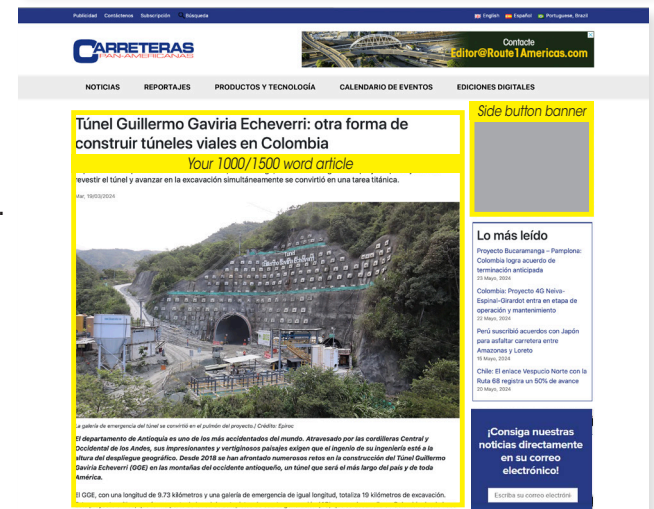 Publicidad Contáctenos Subscripción Búsqueda
English Español Portuguese, Brazil
CARRETERAS
PAN-AMERICANAS
Contacte
Editor@Route1Americas.com
NOTICIAS REPORTAJES PRODUCTOS Y TECNOLOGÍA CALENDARIO DE EVENTOS EDICIONES DIGITALES
Túnel Guillermo Gaviria Echeverri: otra forma de
construir túneles viales en Colombia
Your 1000/1500 word article
revestir el túnel y avanzar en la excavación simultáneamente se convirtió en una tarea titánica.
Mar, 19/03/2024
Túnel
Guillermo Gaviria Echeverri
La galería de emergencia del túnel se convirtió en el pulmón del proyecto./ Crédito: Epiroc
El departamento de Antioquia es uno de los más accidentados del mundo. Atravesado por las cordilleras Central y
Occidental de los Andes, sus impresionantes y vertiginosos paisajes exigen que el ingenio de su ingeniería esté a la
altura del despliegue geográfico. Desde 2018 se han afrontado numerosos retos en la construcción del Túnel Guillermo
Gaviria Echeverri (GGE) en las montañas del occidente antioqueño, un túnel que será el más largo del país y de toda
América.
El GGE, con una longitud de 9.73 kilómetros y una galería de emergencia de igual longitud, totaliza 19 kilómetros de excavación.
Side button banner
Lo más leído
Proyecto Bucaramanga – Pamplona:
Colombia logra acuerdo de
terminación anticipada
23 Mayo, 2024
Colombia: Proyecto 4G Neiva-
Espinal-Girardot entra en etapa de
operación y mantenimiento
22 Mayo, 2024
Perú suscribió acuerdos con Japón
para asfaltar carretera entre
Amazonas y Loreto
15 Mayo, 2024
Chile: El enlace Vespucio Norte con la
Ruta 68 registra un 50% de avance
20 Mayo, 2024
¡Consiga nuestras
noticias directamente
en su correo
electrónico!
Escriba su correo electróni